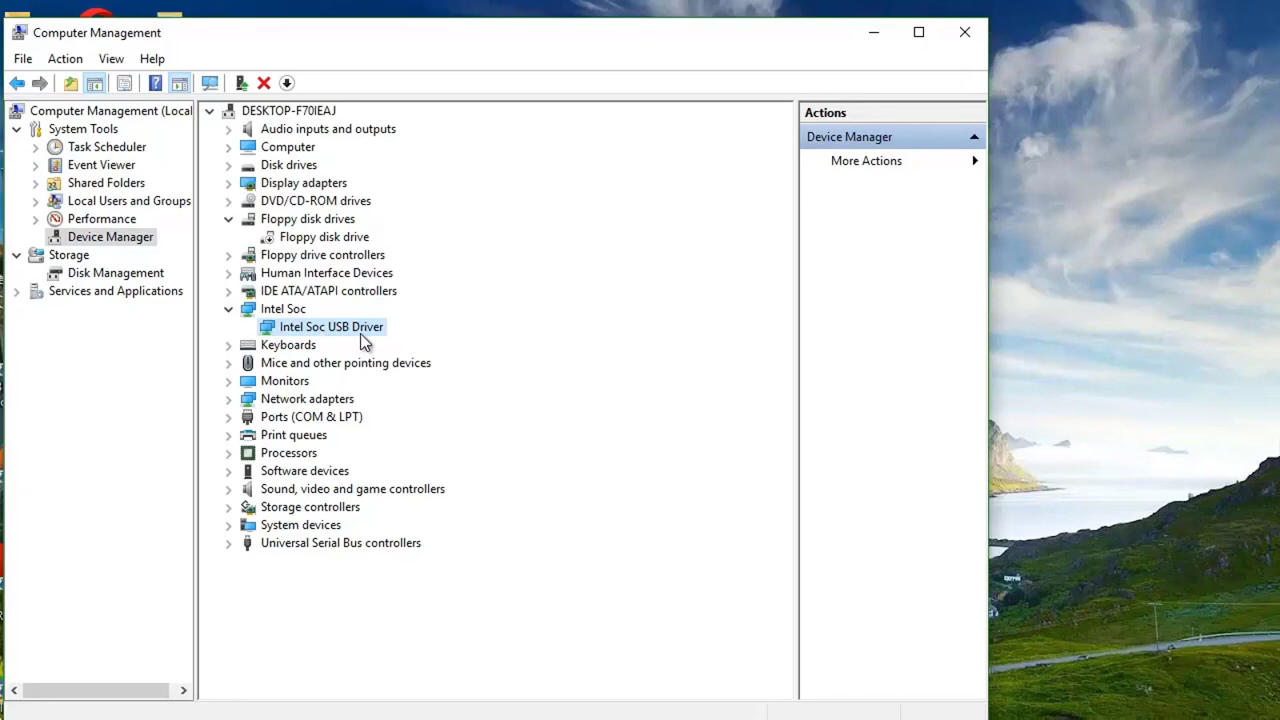 Computer Management
File Action View Help
Computer Management (Local
System Tools
Task Scheduler
Event Viewer
Shared Folders
Local Users and Groups
Performance
Device Manager
Storage
Disk Management
Services and Applications
DESKTOP-F70IEAJ
Audio inputs and outputs
Computer
Disk drives
Display adapters
DVD/CD-ROM drives
Floppy disk drives
Floppy disk drive
Floppy drive controllers
Human Interface Devices
IDE ATA/ATAPI controllers
Intel Soc
Intel Soc USB Driver
Keyboards
Mice and other pointing devices
Monitors
Network adapters
Ports (COM & LPT)
Print queues
Processors
Software devices
Sound, video and game controllers
Storage controllers
System devices
Universal Serial Bus controllers
Actions
Device Manager
More Actions